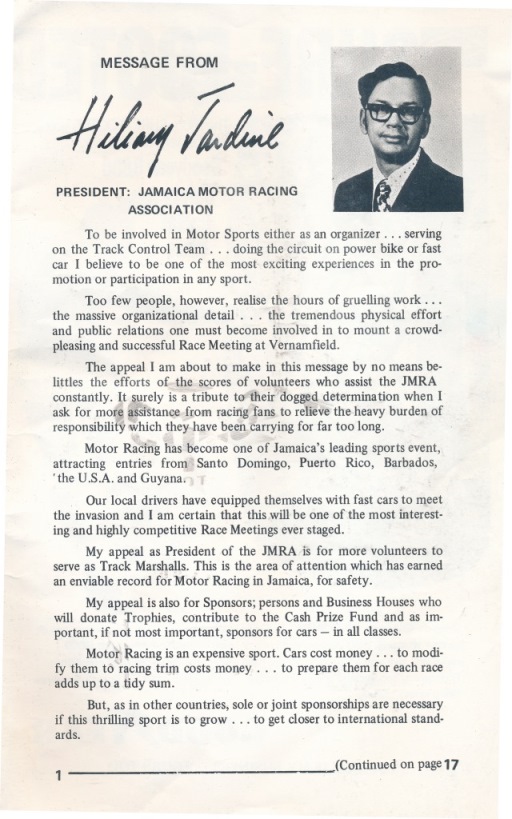 MESSAGE FROM
Hiliary Jardine
PRESIDENT: JAMAICA MOTOR RACING
ASSOCIATION
To be involved in Motor Sports either as an organizer . . . serving
on the Track Control Team . . . doing the circuit on power bike or fast
car I believe to be one of the most exciting experiences in the pro-
motion or participation in any sport.
Too few people, however, realise the hours of gruelling work . . .
the massive organizational detail . . . the tremendous physical effort
and public relations one must become involved in to mount a crowd-
pleasing and successful Race Meeting at Vernamfield.
The appeal I am about to make in this message by no means be-
littles the efforts of the scores of volunteers who assist the JMRA
constantly. It surely is a tribute to their dogged determination when I
ask for more assistance from racing fans to relieve the heavy burden of
responsibility which they have been carrying for far too long.
Motor Racing has become one of Jamaica's leading sports event,
attracting entries from Santo Domingo, Puerto Rico, Barbados,
the U.S.A. and Guyana.
Our local drivers have equipped themselves with fast cars to meet
the invasion and I am certain that this will be one of the most interest-
ing and highly competitive Race Meetings ever staged.
My appeal as President of the JMRA is for more volunteers to
serve as Track Marshalls. This is the area of attention which has earned
an enviable record for Motor Racing in Jamaica, for safety.
My appeal is also for Sponsors; persons and Business Houses who
will donate Trophies, contribute to the Cash Prize Fund and as im-
portant, if not most important, sponsors for cars — in all classes.
Motor Racing is an expensive sport. Cars cost money . . . to modi-
fy them to racing trim costs money . . . to prepare them for each race
adds up to a tidy sum.
But, as in other countries, sole or joint sponsorships are necessary
if this thrilling sport is to grow . . . to get closer to international stand-
ards.
(Continued on page 17
1